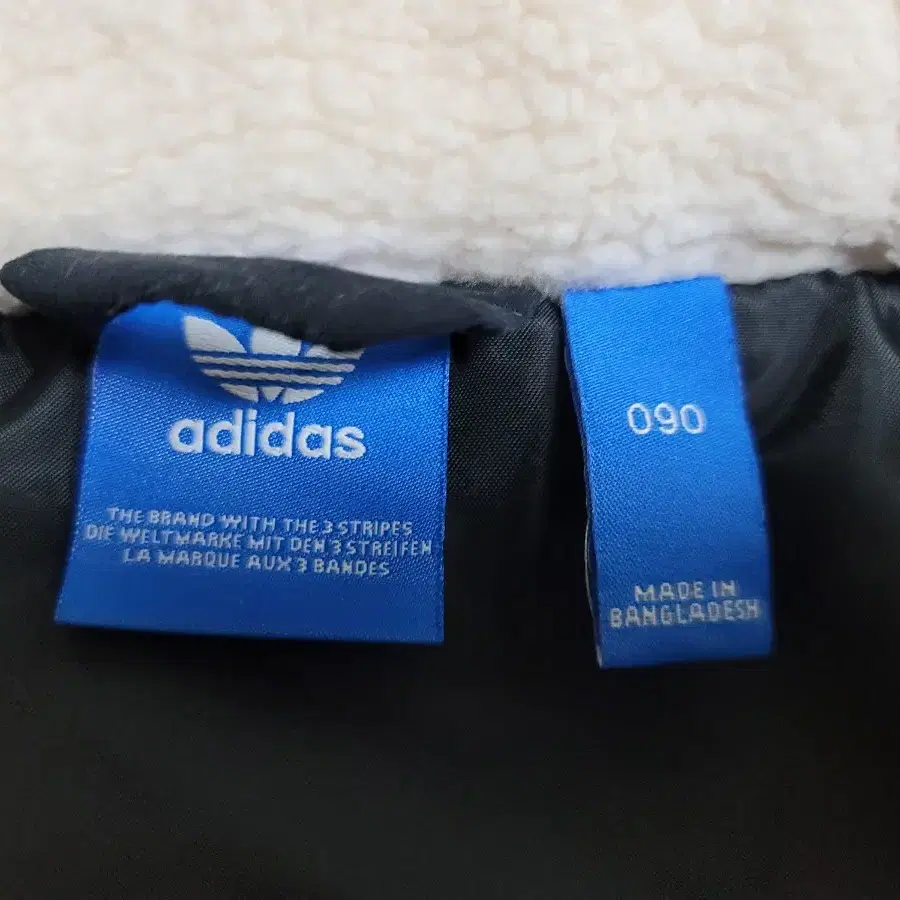 adidas
THE BRAND WITH THE 3 STRIPES
DIE WELTMARKE MIT DEN 3 STREIFEN
LA MARQUE AUX 3 BANDES
090
MADE IN
BANGLADESH